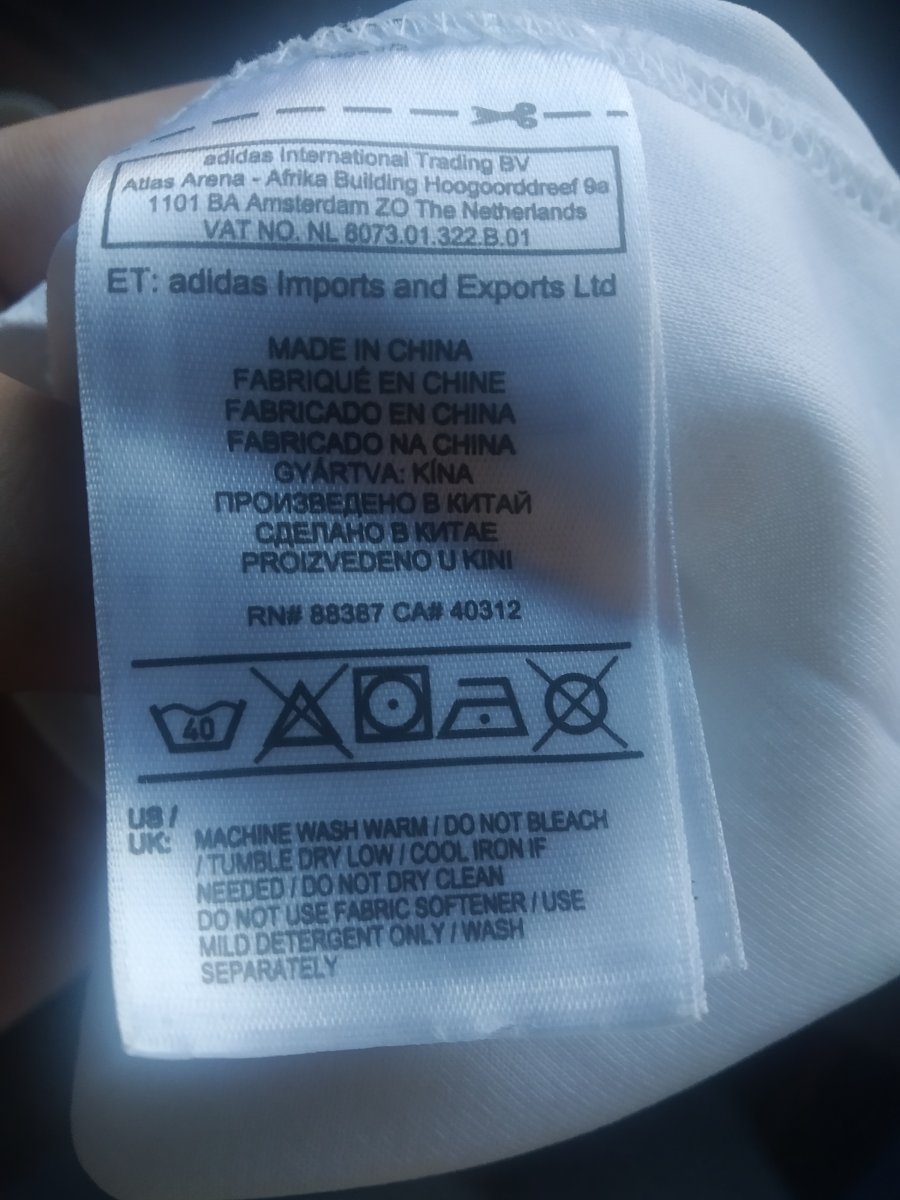 adidas International Trading BV
Atlas Arena - Afrika Building Hoogoorddreef 9a
1101 BA Amsterdam ZO The Netherlands
VAT NO. NL 8073.01.322.B.01
ET: adidas Imports and Exports Ltd
MADE IN CHINA
FABRIQUÉ EN CHINE
FABRICADO EN CHINA
FABRICADO NA CHINA
GYÁRTVA: KÍNA
ПРОИЗВЕДЕНО В КИТАЙ
СДЕЛАНО В КИТАЕ
PROIZVEDENO U KINI
RN# 88387 CA# 40312
40
US /
UK: MACHINE WASH WARM / DO NOT BLEACH
/ TUMBLE DRY LOW / COOL IRON IF
NEEDED / DO NOT DRY CLEAN
DO NOT USE FABRIC SOFTENER / USE
MILD DETERGENT ONLY / WASH
SEPARATELY